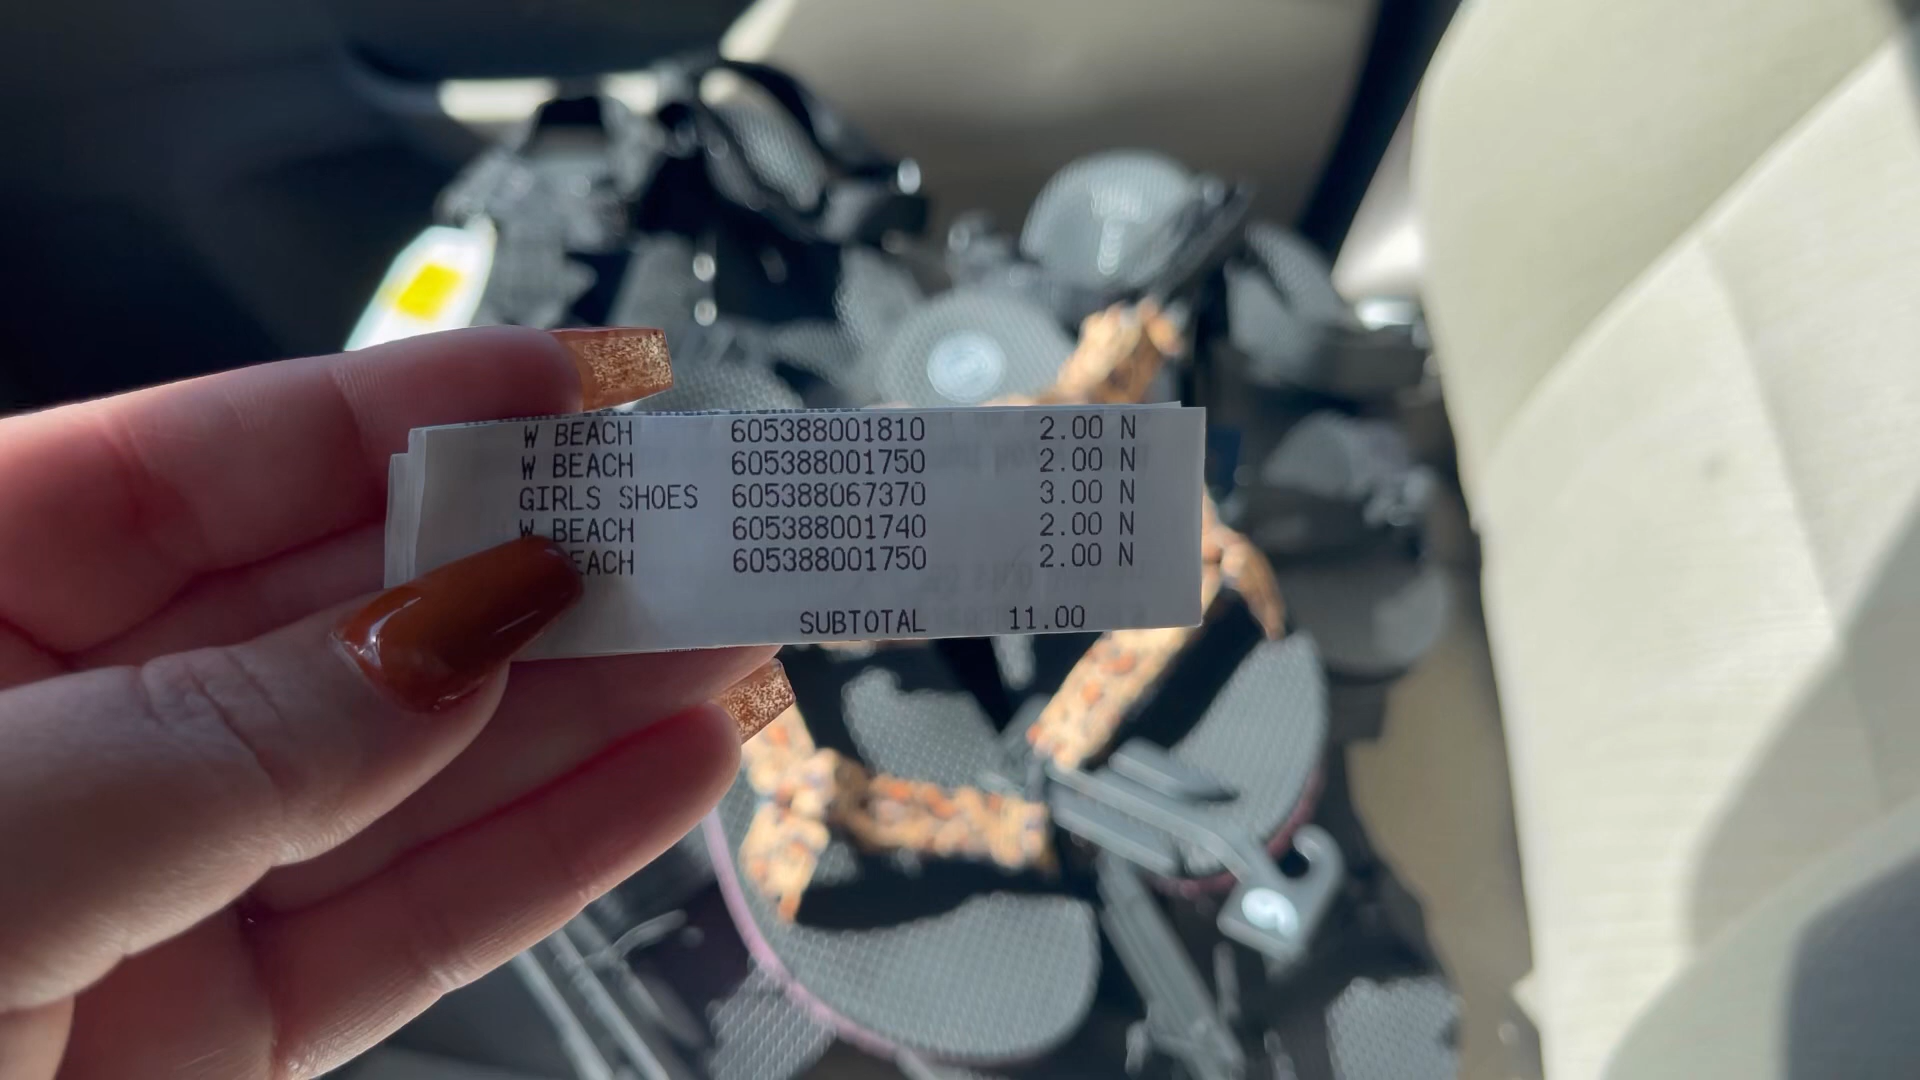 W BEACH 605388001810 2.00 N
W BEACH 605388001750 2.00 N
GIRLS SHOES 605388067370 3.00 N
W BEACH 605388001740 2.00 N
EACH 605388001750 2.00 N
SUBTOTAL 11.00